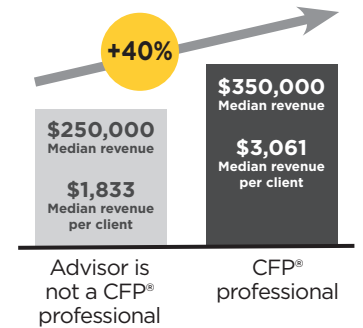 +40%
$250,000
Median revenue
$1,833
Median revenue
per client
$350,000
Median revenue
$3,061
Median revenue
per client
Advisor is
not a CFP®
professional
CFP®
professional